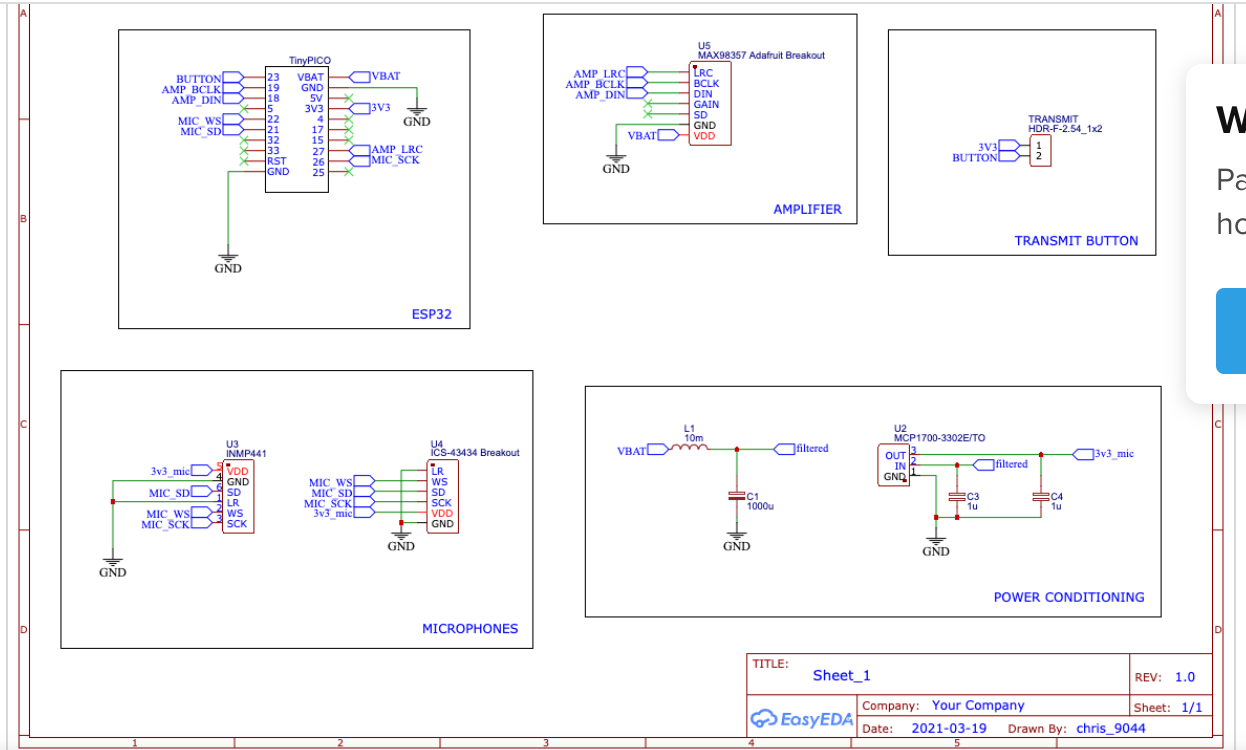 A
A
TinyPICO
BUTTON 23 VBAT VBAT
AMP_BCLK 19 GND
AMP_DIN 18 5V
5 3V3 3V3
GND
MIC_WS 22 4
MIC_SD 21 17
32 15
33 27 AMP_LRC
RST 26 MIC_SCK
GND 25
GND
ESP32
U5
MAX98357 Adafruit Breakout
AMP_LRC LRC
AMP_BCLK BCLK
AMP_DIN DIN
GAIN
SD
GND
VBAT VDD
GND
AMPLIFIER
TRANSMIT
HDR-F-2.54_1x2
3V3 1
BUTTON 2
TRANSMIT BUTTON
B
B
C
C
U3
INMP441
3v3_mic 5 VDD
4 GND
MIC_SD 6 SD
1 LR
MIC_WS 2 WS
MIC_SCK 3 SCK
GND
U4
ICS-43434 Breakout
LR
MIC_WS WS
MIC_SD SD
MIC_SCK SCK
3v3_mic VDD
GND
GND
MICROPHONES
L1
10m
VBAT filtered
C1
1000u
GND
U2
MCP1700-3302E/TO
OUT 3 3v3_mic
IN 2 filtered
GND 1
C3
1u
C4
1u
GND
POWER CONDITIONING
D
D
TITLE:
Sheet_1
REV: 1.0
EasyEDA
Company: Your Company
Sheet: 1/1
Date: 2021-03-19 Drawn By: chris_9044
1 2 3 4 5
W
Pa
ho